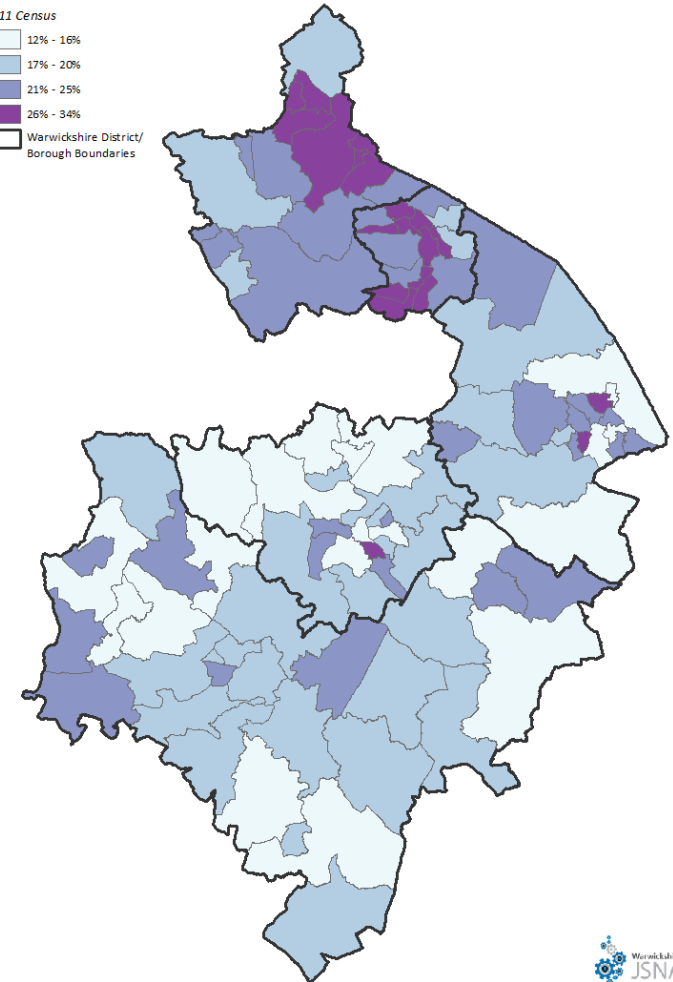 11 Census
12% - 16%
17% - 20%
21% - 25%
26% - 34%
Warwickshire District/
Borough Boundaries
JSNA